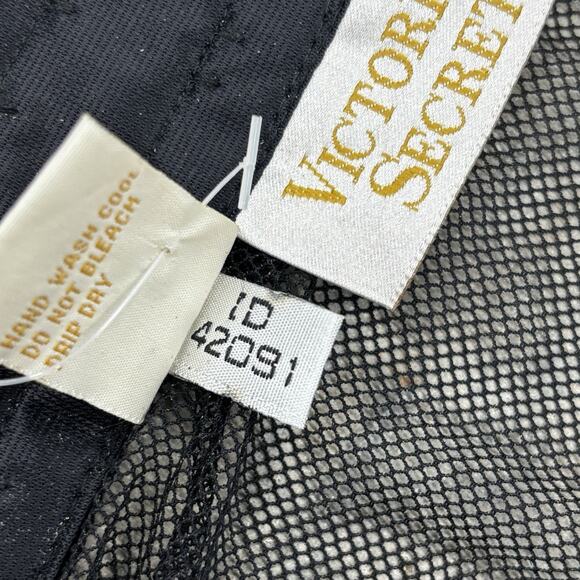 VICTORI
SECRET
HAND WASH COOL
DO NOT BLEACH
DRIP DRY
ID
42091